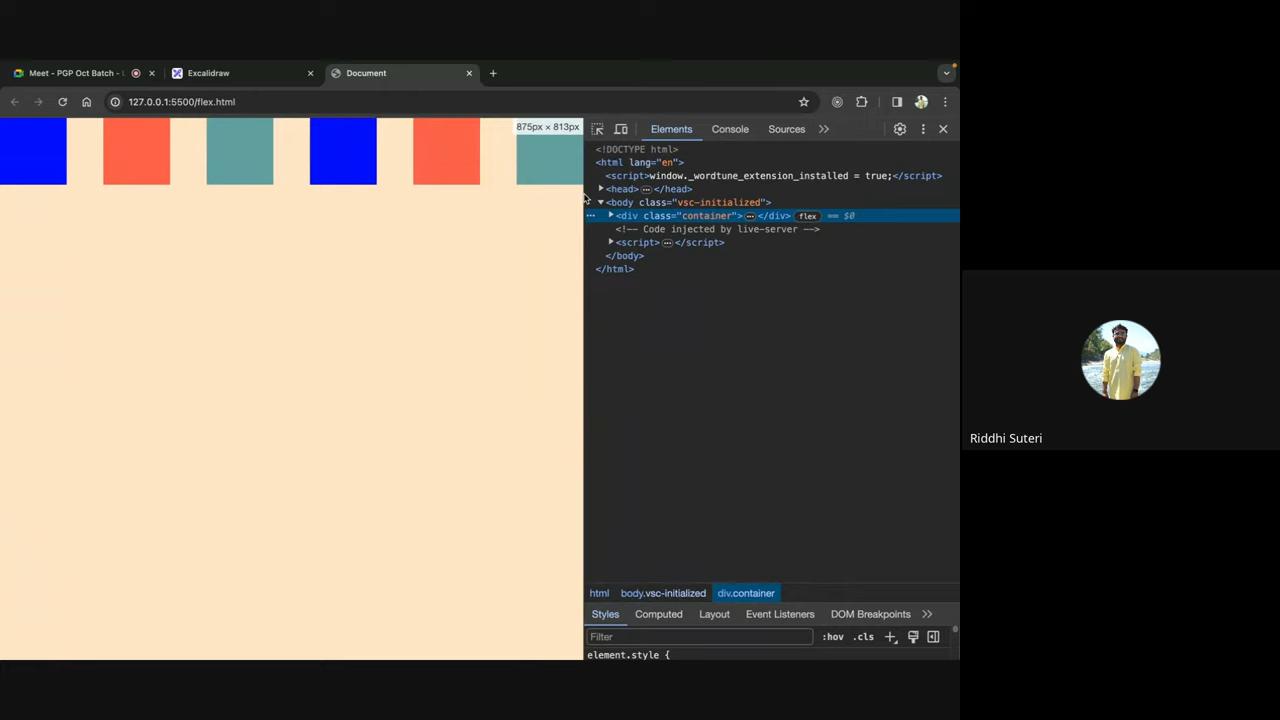 Meet - PGP Oct Batch -
Excalidraw
Document
127.0.0.1:5500/flex.html
875px × 813px
Elements
Console
Sources
<!DOCTYPE html>
<html lang="en">
<script>window._wordtune_extension_installed = true;</script>
<head> … </head>
<body class="vsc-initialized">
… <div class="container"> … </div> flex == $0
<!-- Code injected by live-server -->
<script> … </script>
</body>
</html>
Riddhi Suteri
html body.vsc-initialized div.container
Styles Computed Layout Event Listeners DOM Breakpoints
Filter :hov .cls
element.style {